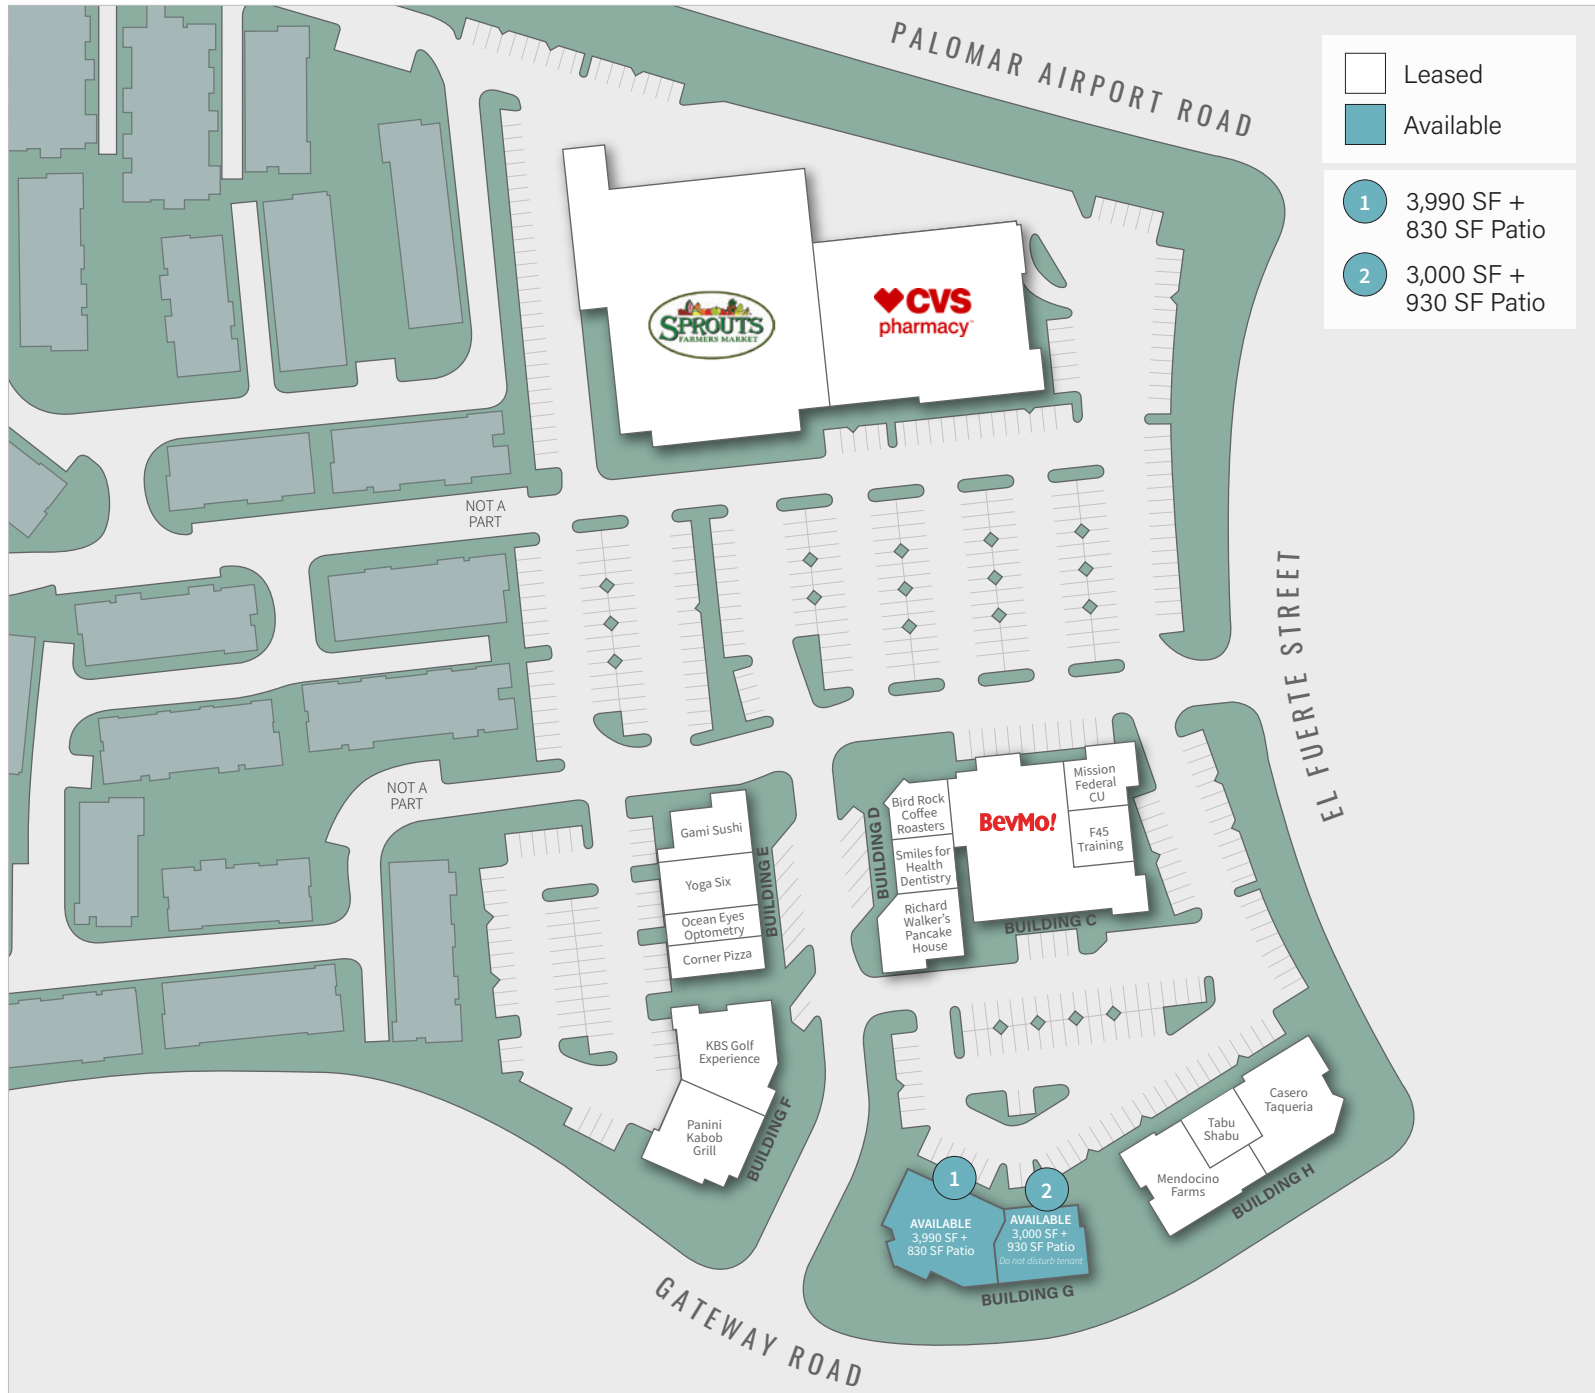 PALOMAR AIRPORT ROAD
Leased
Available
1
3,990 SF +
830 SF Patio
2
3,000 SF +
930 SF Patio
SPROUTS
FARMERS MARKET
CVS
pharmacy
NOT A
PART
EL FUERTE STREET
NOT A
PART
Gami Sushi
Yoga Six
Ocean Eyes
Optometry
Corner Pizza
BUILDING E
Bird Rock
Coffee
Roasters
Smiles for
Health
Dentistry
Richard
Walker's
Pancake
House
BUILDING D
BevMo!
Mission
Federal
CU
F45
Training
BUILDING C
KBS Golf
Experience
Panini
Kabob
Grill
BUILDING F
Casero
Taqueria
Tabu
Shabu
Mendocino
Farms
BUILDING H
1
2
AVAILABLE
3,990 SF +
830 SF Patio
AVAILABLE
3,000 SF +
930 SF Patio
Do not disturb tenant
BUILDING G
GATEWAY ROAD